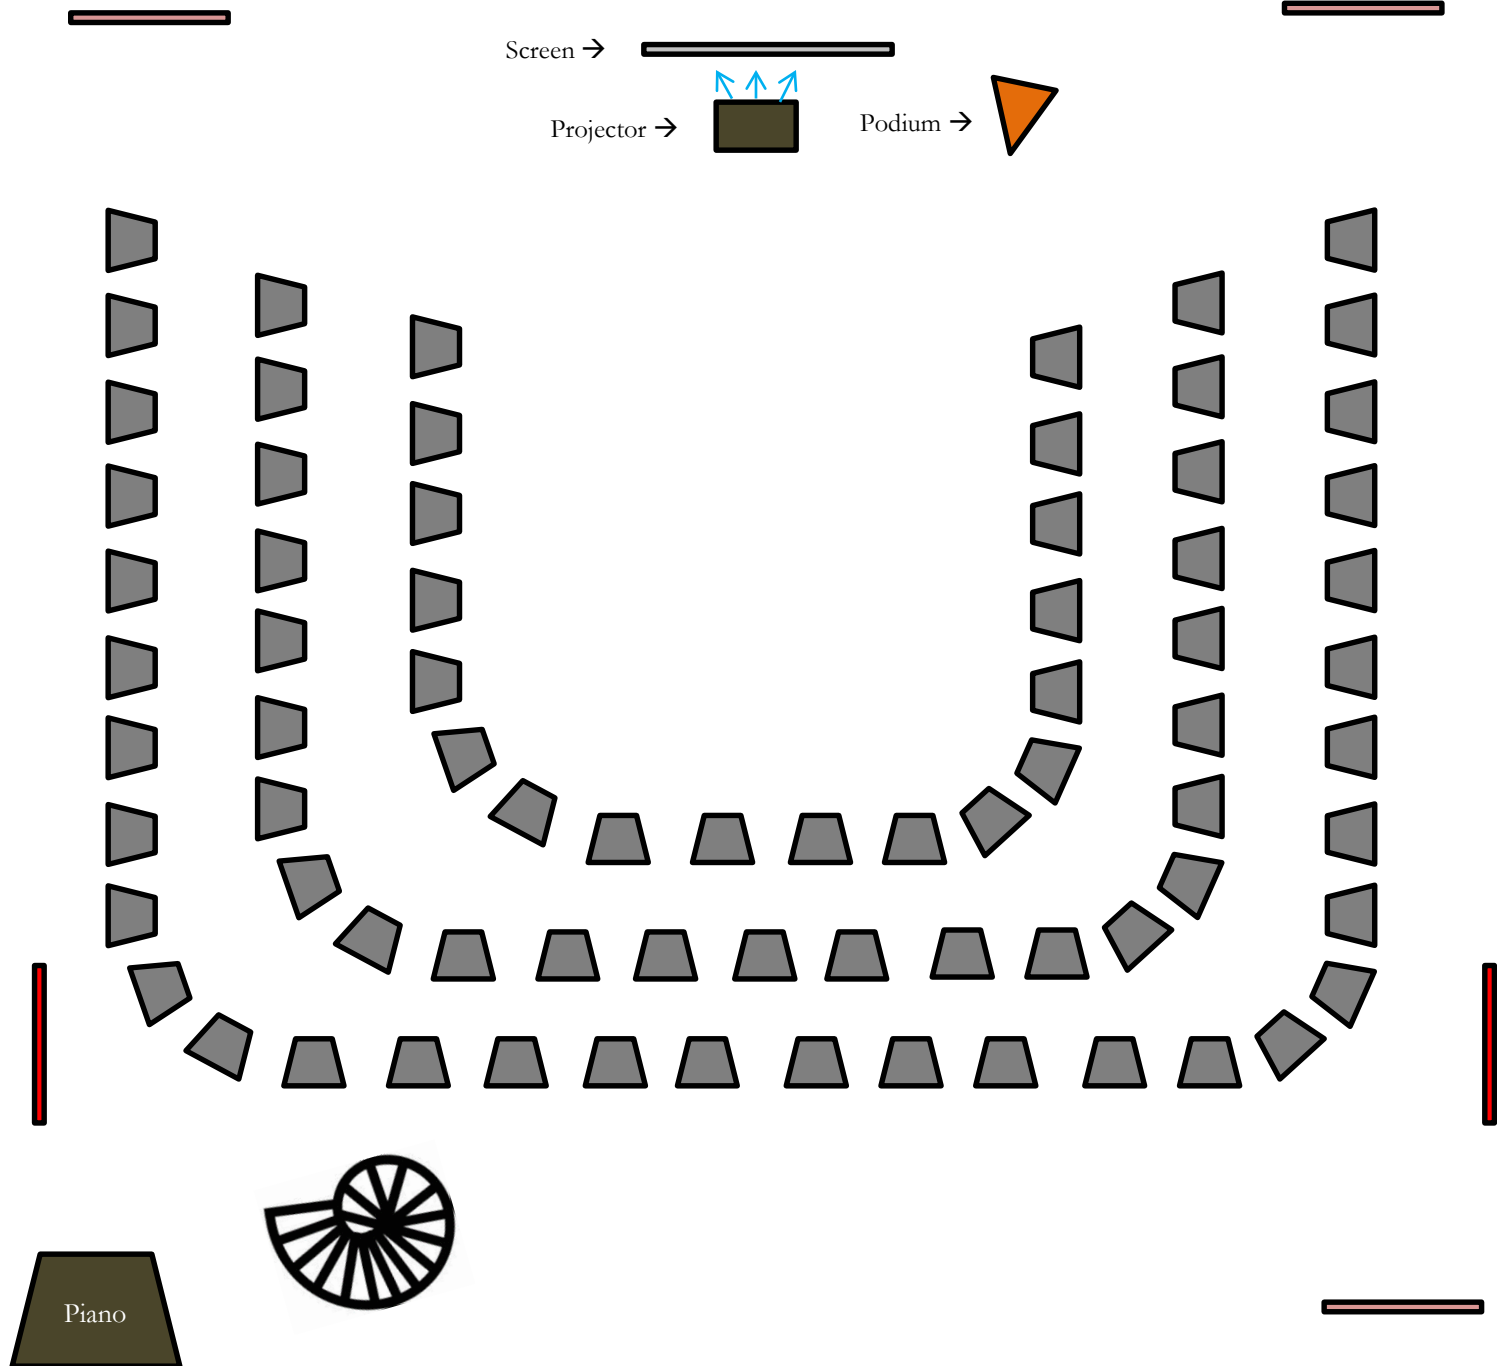 Screen →
Projector →
Podium →
Piano